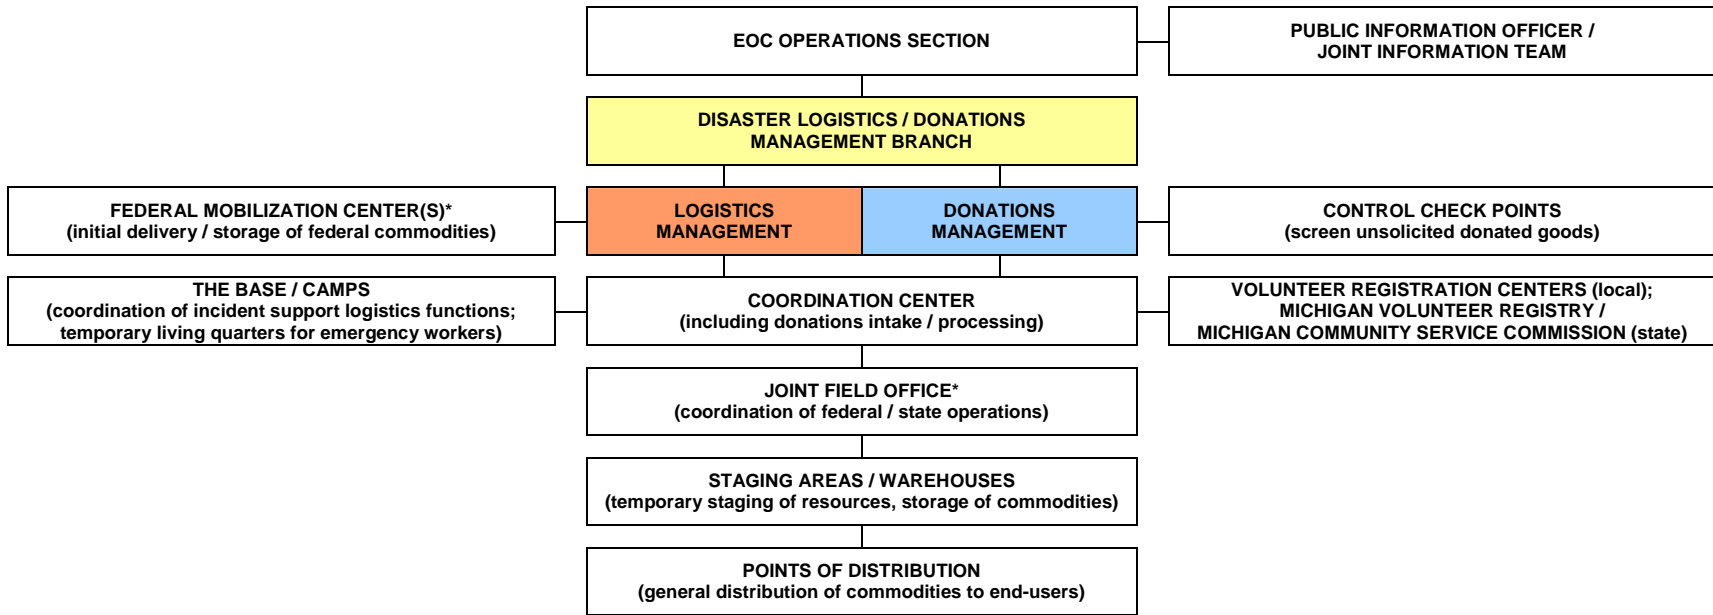 EOC OPERATIONS SECTION
PUBLIC INFORMATION OFFICER /
JOINT INFORMATION TEAM
DISASTER LOGISTICS / DONATIONS
MANAGEMENT BRANCH
FEDERAL MOBILIZATION CENTER(S)*
(initial delivery / storage of federal commodities)
LOGISTICS
MANAGEMENT
DONATIONS
MANAGEMENT
CONTROL CHECK POINTS
(screen unsolicited donated goods)
THE BASE / CAMPS
(coordination of incident support logistics functions;
temporary living quarters for emergency workers)
COORDINATION CENTER
(including donations intake / processing)
VOLUNTEER REGISTRATION CENTERS (local);
MICHIGAN VOLUNTEER REGISTRY /
MICHIGAN COMMUNITY SERVICE COMMISSION (state)
JOINT FIELD OFFICE*
(coordination of federal / state operations)
STAGING AREAS / WAREHOUSES
(temporary staging of resources, storage of commodities)
POINTS OF DISTRIBUTION
(general distribution of commodities to end-users)